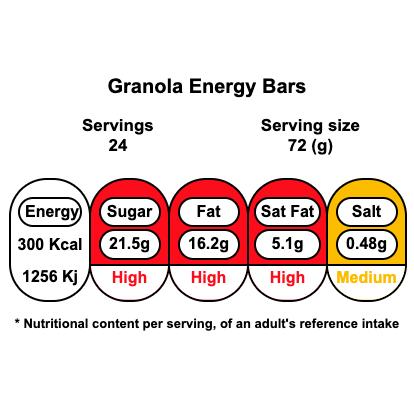 Granola Energy Bars
Servings Serving size
24 72 (g)
Energy Sugar Fat Sat Fat Salt
300 Kcal 21.5g 16.2g 5.1g 0.48g
1256 Kj High High High Medium
* Nutritional content per serving, of an adult's reference intake